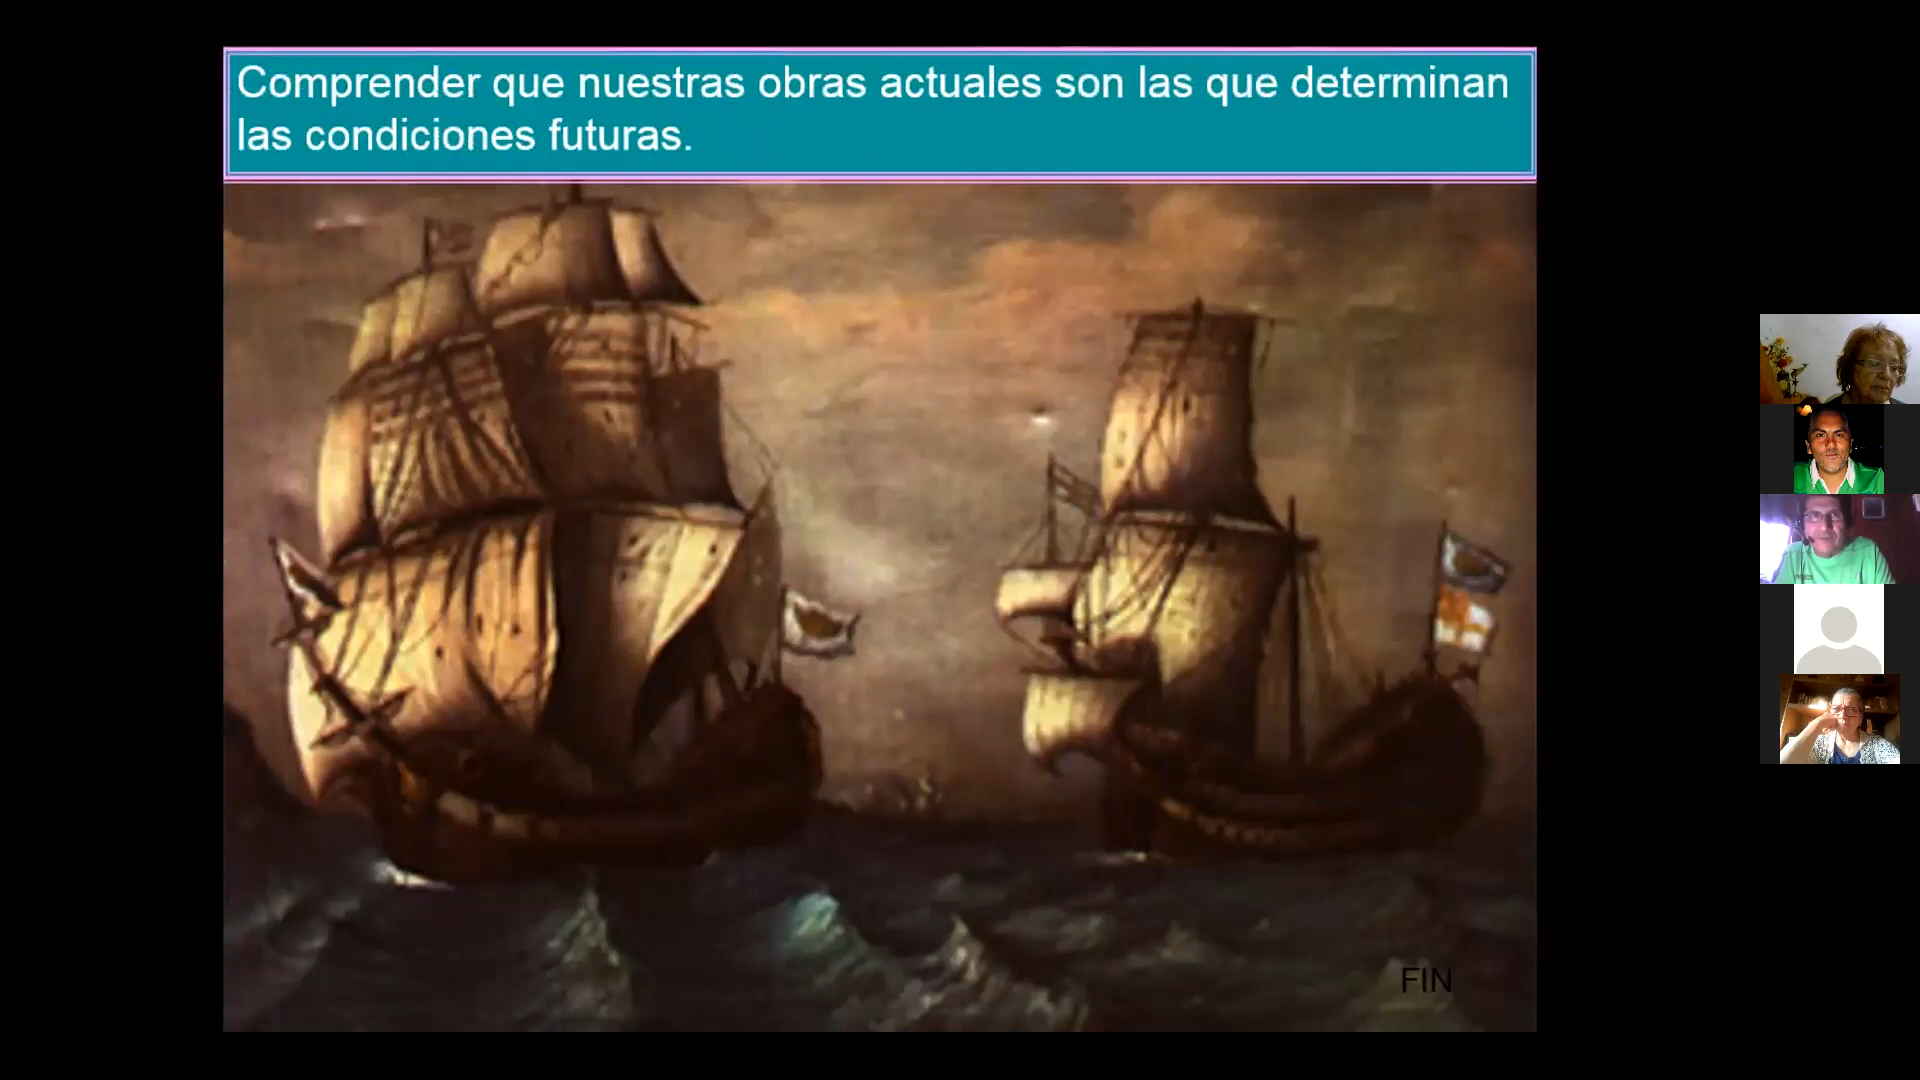 Comprender que nuestras obras actuales son las que determinan
las condiciones futuras.
FIN